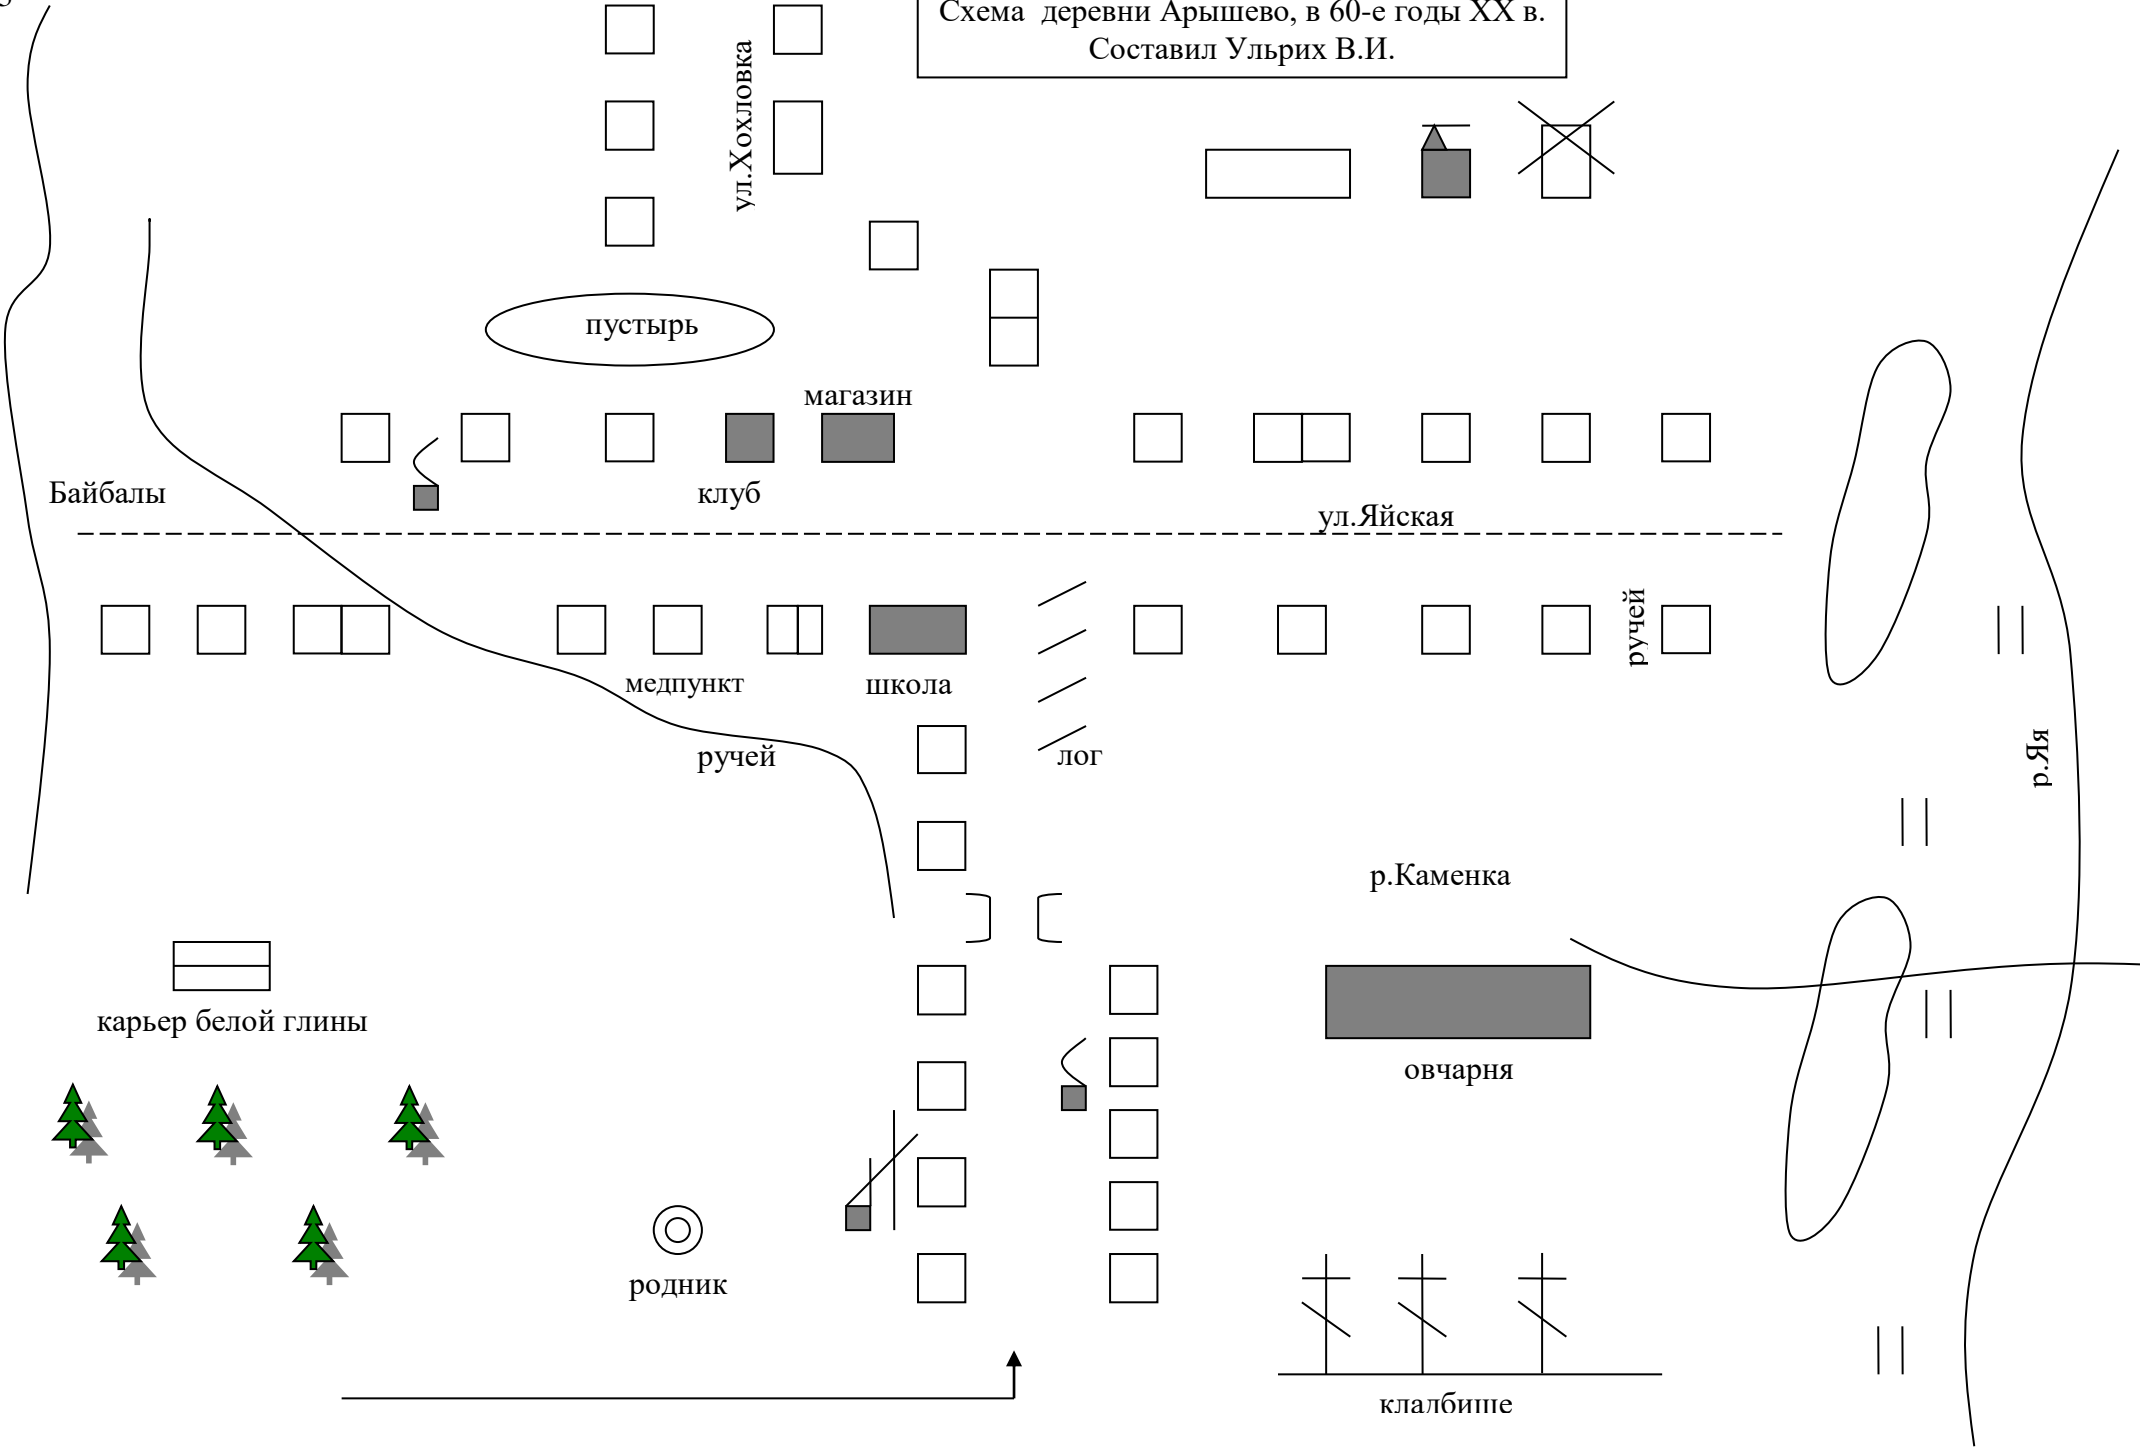 Схема деревни Арышево, в 60-е годы XX в.
Составил Ульрих В.И.
ул.Хохловка
пустырь
магазин
Байбалы
клуб
ул.Яйская
ручей
медпункт
школа
ручей
лог
р.Яя
р.Каменка
карьер белой глины
овчарня
родник
кладбище